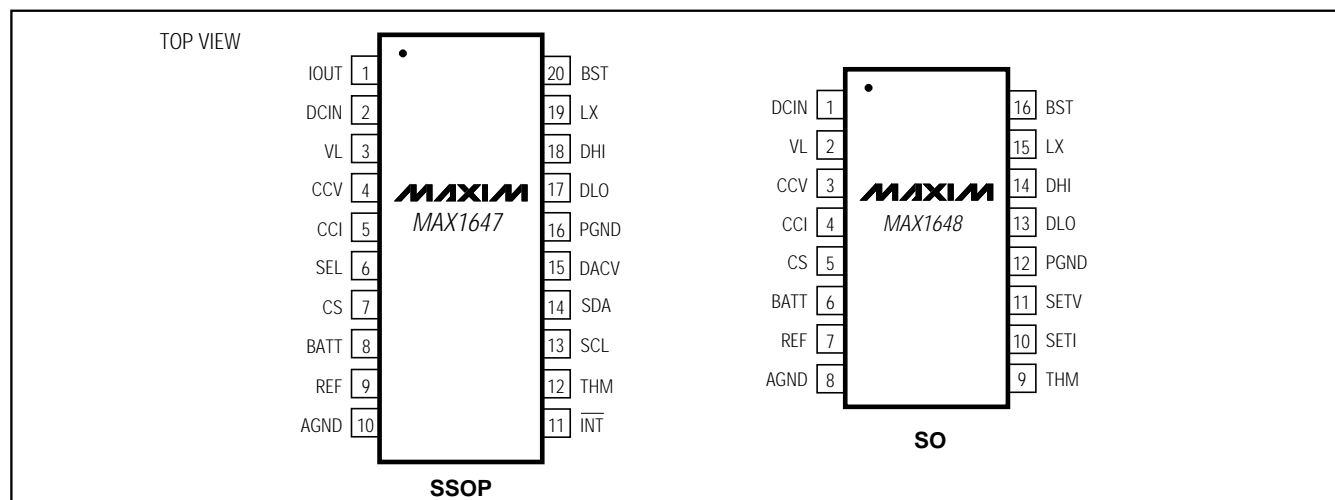 TOP VIEW
IOUT 1
DCIN 2
VL 3
CCV 4
CCI 5
SEL 6
CS 7
BATT 8
REF 9
AGND 10
MAXIM
MAX1647
20 BST
19 LX
18 DHI
17 DLO
16 PGND
15 DACV
14 SDA
13 SCL
12 THM
11 INT
SSOP
DCIN 1
VL 2
CCV 3
CCI 4
CS 5
BATT 6
REF 7
AGND 8
MAXIM
MAX1648
16 BST
15 LX
14 DHI
13 DLO
12 PGND
11 SETV
10 SETI
9 THM
SO